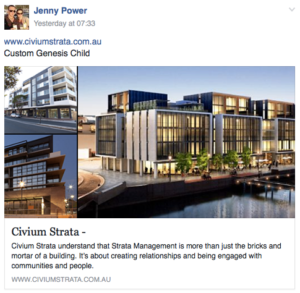 Jenny Power
Yesterday at 07:33
www.civiumstrata.com.au
Custom Genesis Child
Civium Strata -
Civium Strata understand that Strata Management is more than just the bricks and
mortar of a building. It's about creating relationships and being engaged with
communities and people.
WWW.CIVIUMSTRATA.COM.AU